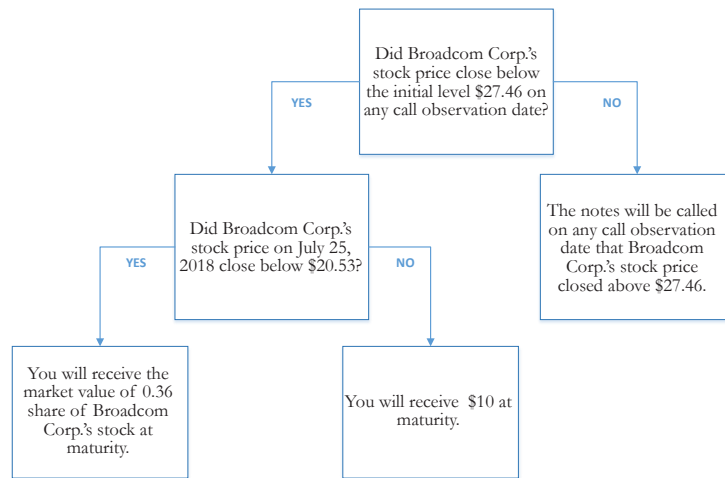 Did Broadcom Corp.'s
stock price close below
the initial level $27.46 on
any call observation date?
YES
NO
Did Broadcom Corp.'s
stock price on July 25,
2018 close below $20.53?
The notes will be called
on any call observation
date that Broadcom
Corp.'s stock price
closed above $27.46.
YES
NO
You will receive the
market value of 0.36
share of Broadcom
Corp.'s stock at
maturity.
You will receive $10 at
maturity.